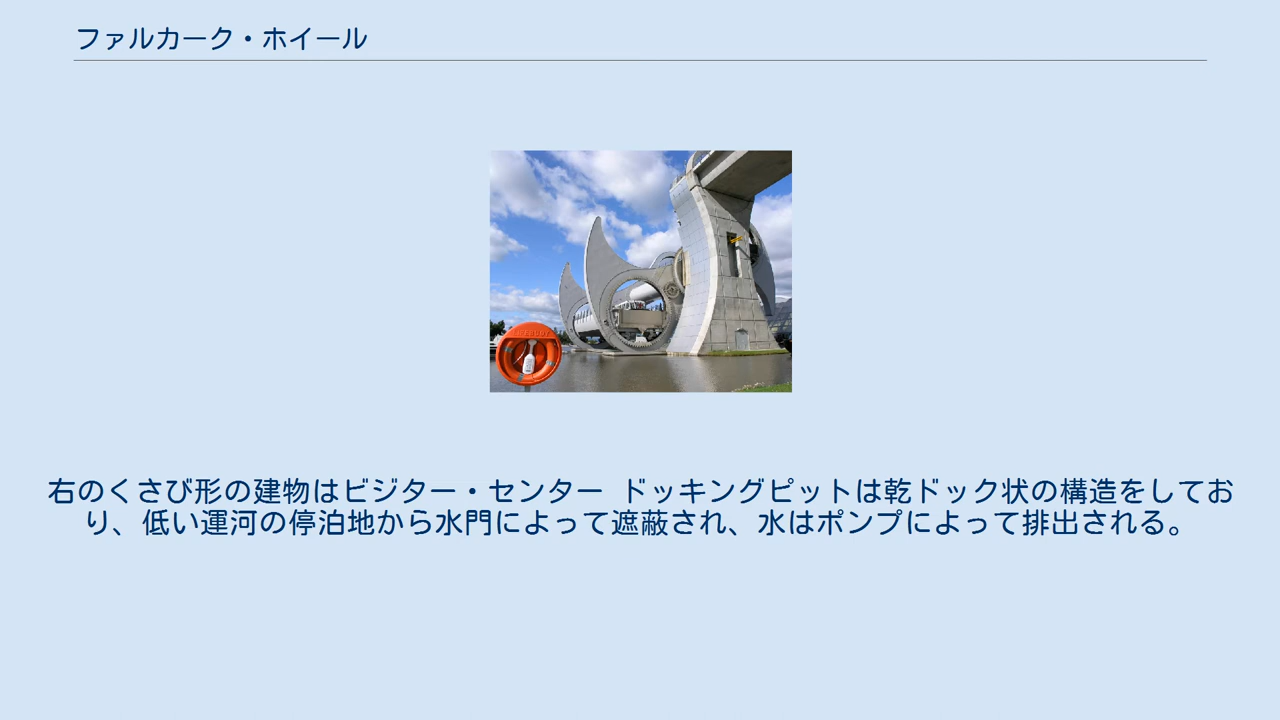 ファルカーク・ホイール
右のくさび形の建物はビジター・センター ドッキングピットは乾ドック状の構造をしてお
り、低い運河の停泊地から水門によって遮蔽され、水はポンプによって排出される。